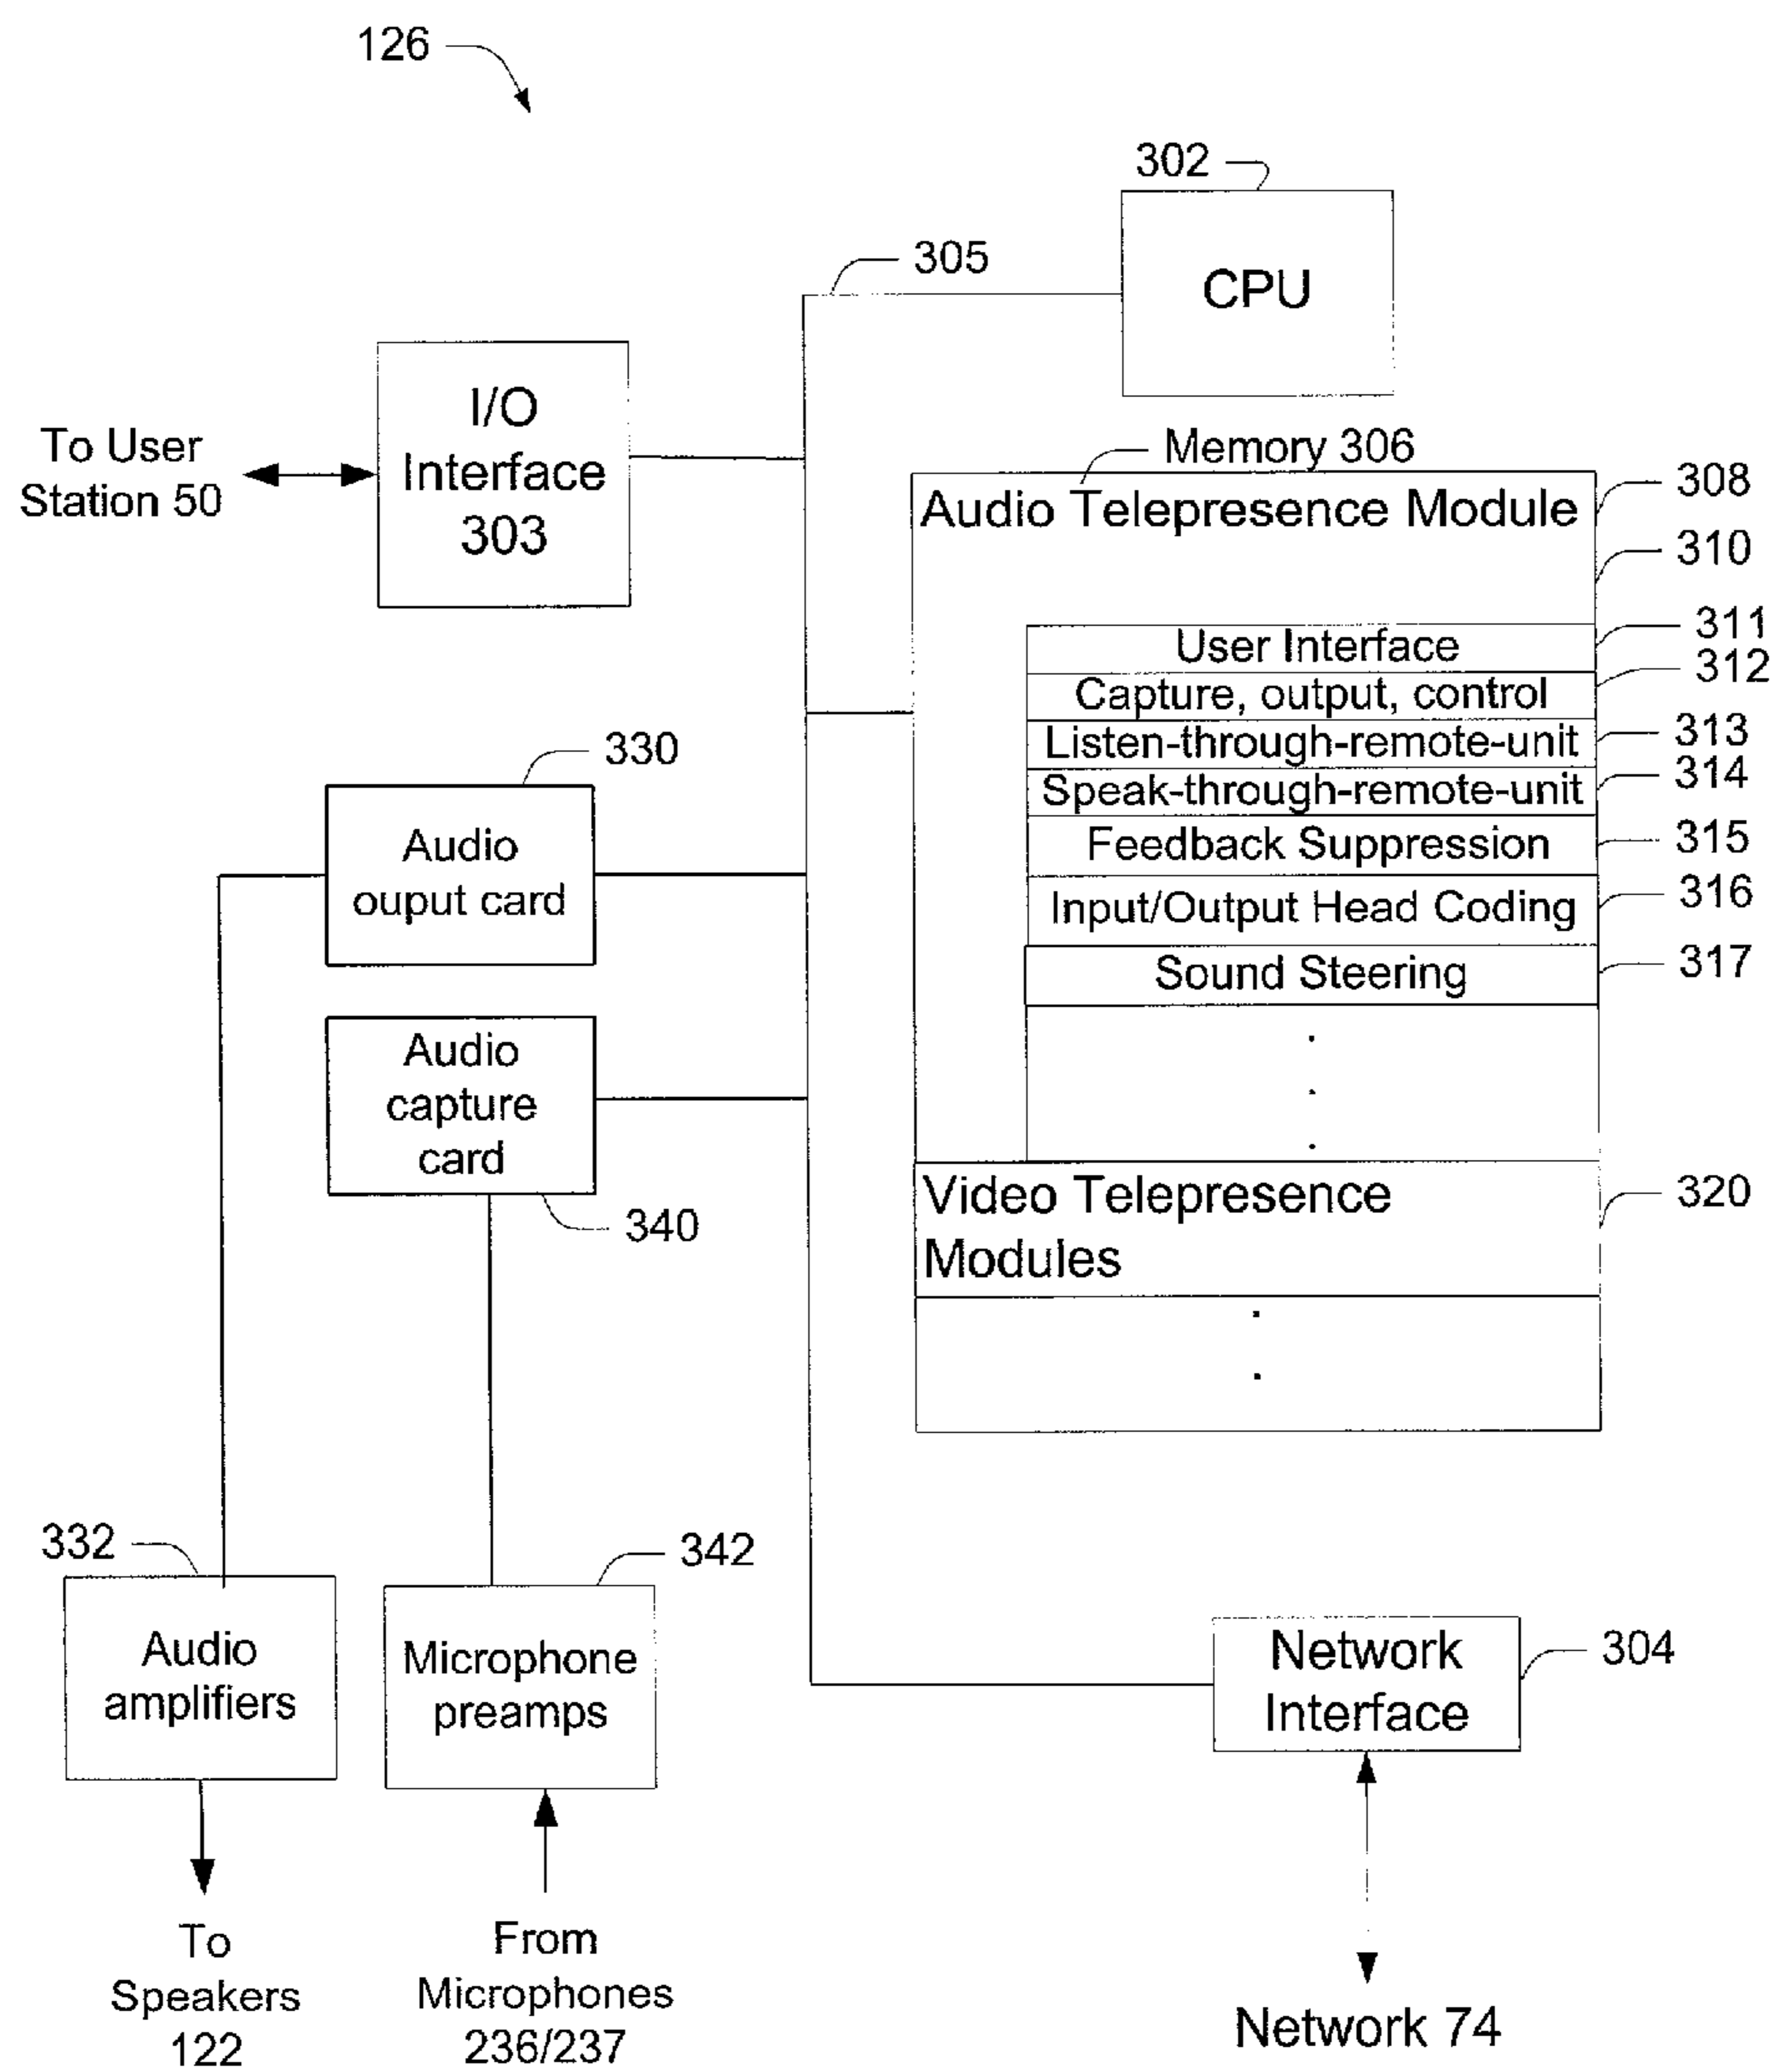 126
302
CPU
305
I/O
Interface
303
To User
Station 50
Memory 306
Audio Telepresence Module
308
310
User Interface
311
Capture, output, control
312
Listen-through-remote-unit
313
Speak-through-remote-unit
314
Feedback Suppression
315
Input/Output Head Coding
316
Sound Steering
317
330
Audio
ouput card
Audio
capture
card
340
Video Telepresence
Modules
320
332
Audio
amplifiers
342
Microphone
preamps
Network
Interface
304
To
Speakers
122
From
Microphones
236/237
Network 74